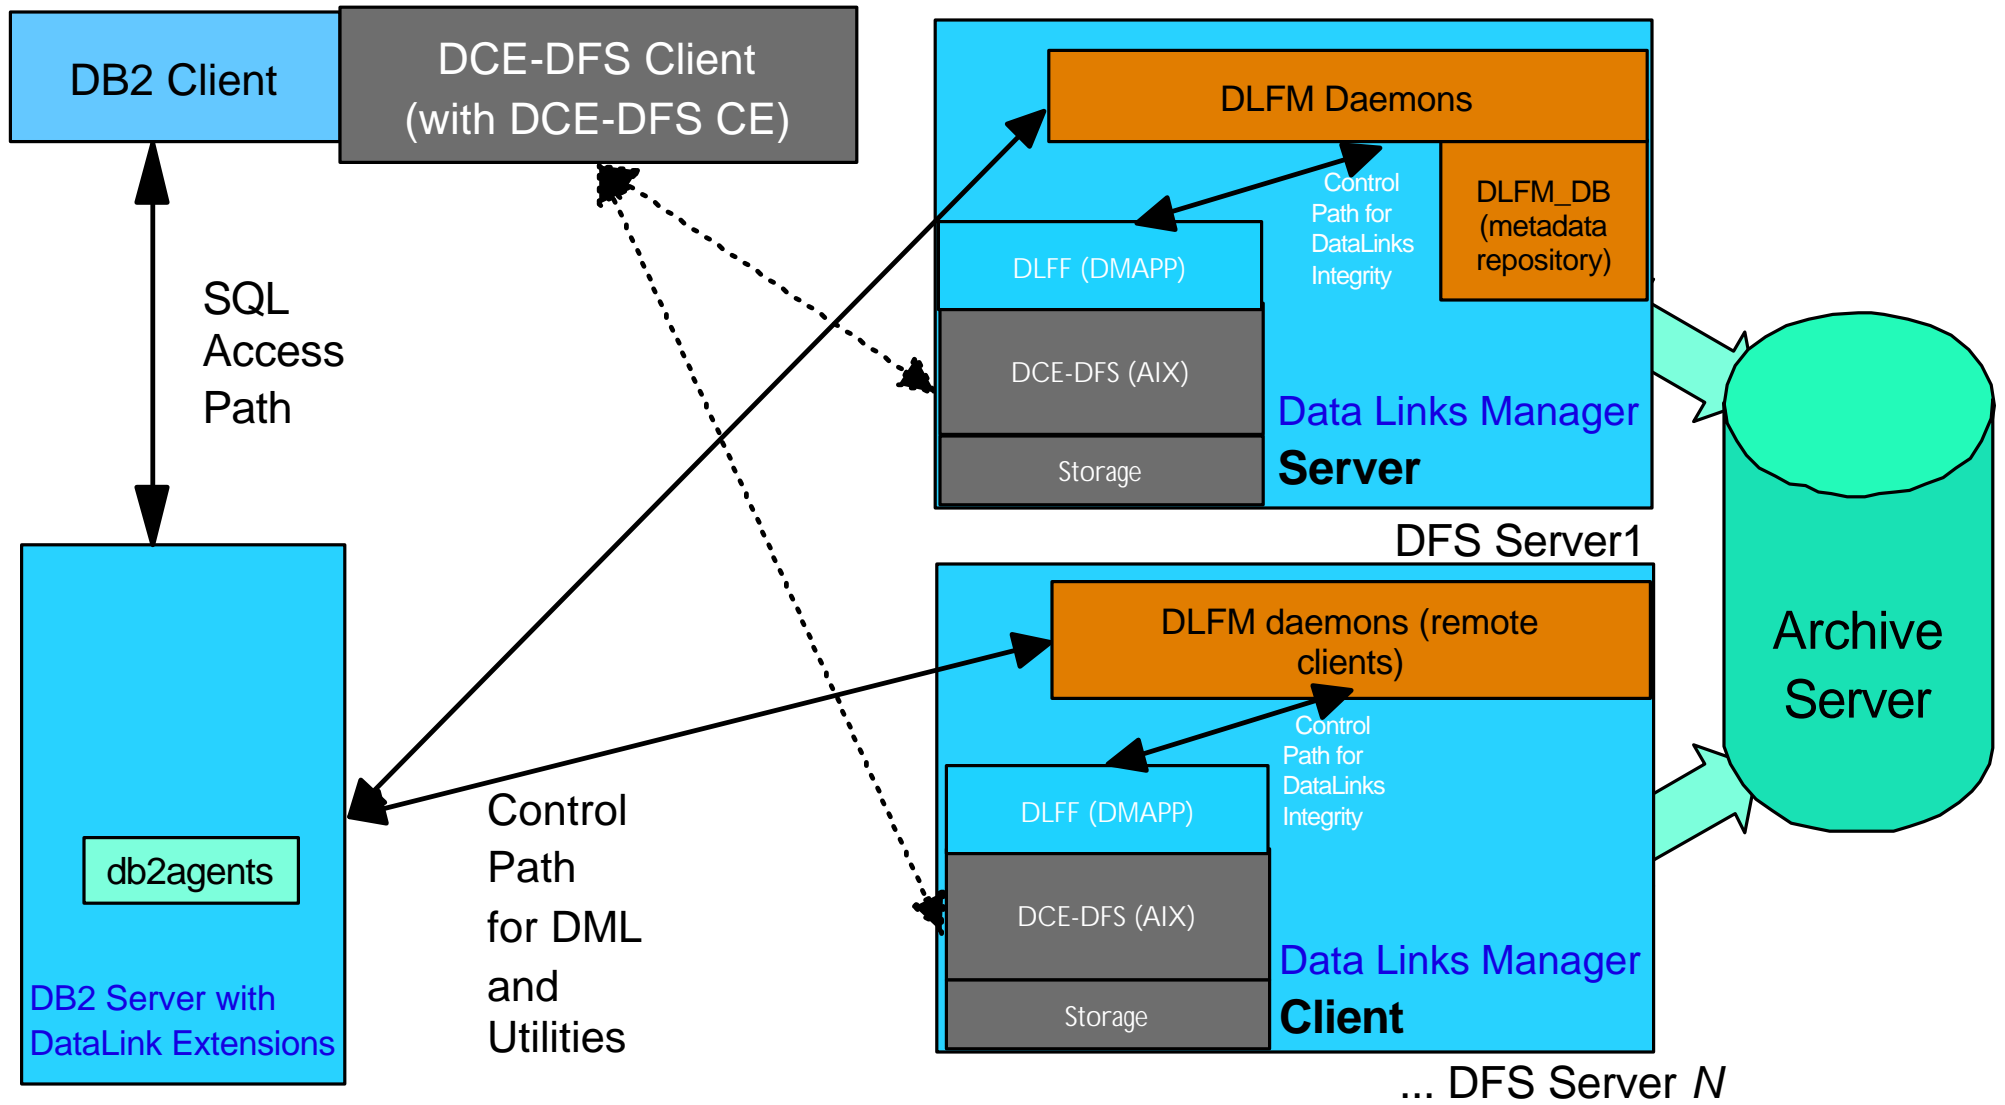 DB2 Client
DCE-DFS Client
(with DCE-DFS CE)
SQL
Access
Path
db2agents
DB2 Server with
DataLink Extensions
Control
Path
for DML
and
Utilities
DLFM Daemons
Control
Path for
DataLinks
Integrity
DLFM_DB
(metadata
repository)
DLFF (DMAPP)
DCE-DFS (AIX)
Storage
Data Links Manager
Server
DFS Server1
DLFM daemons (remote
clients)
Control
Path for
DataLinks
Integrity
DLFF (DMAPP)
DCE-DFS (AIX)
Storage
Data Links Manager
Client
... DFS Server N
Archive
Server